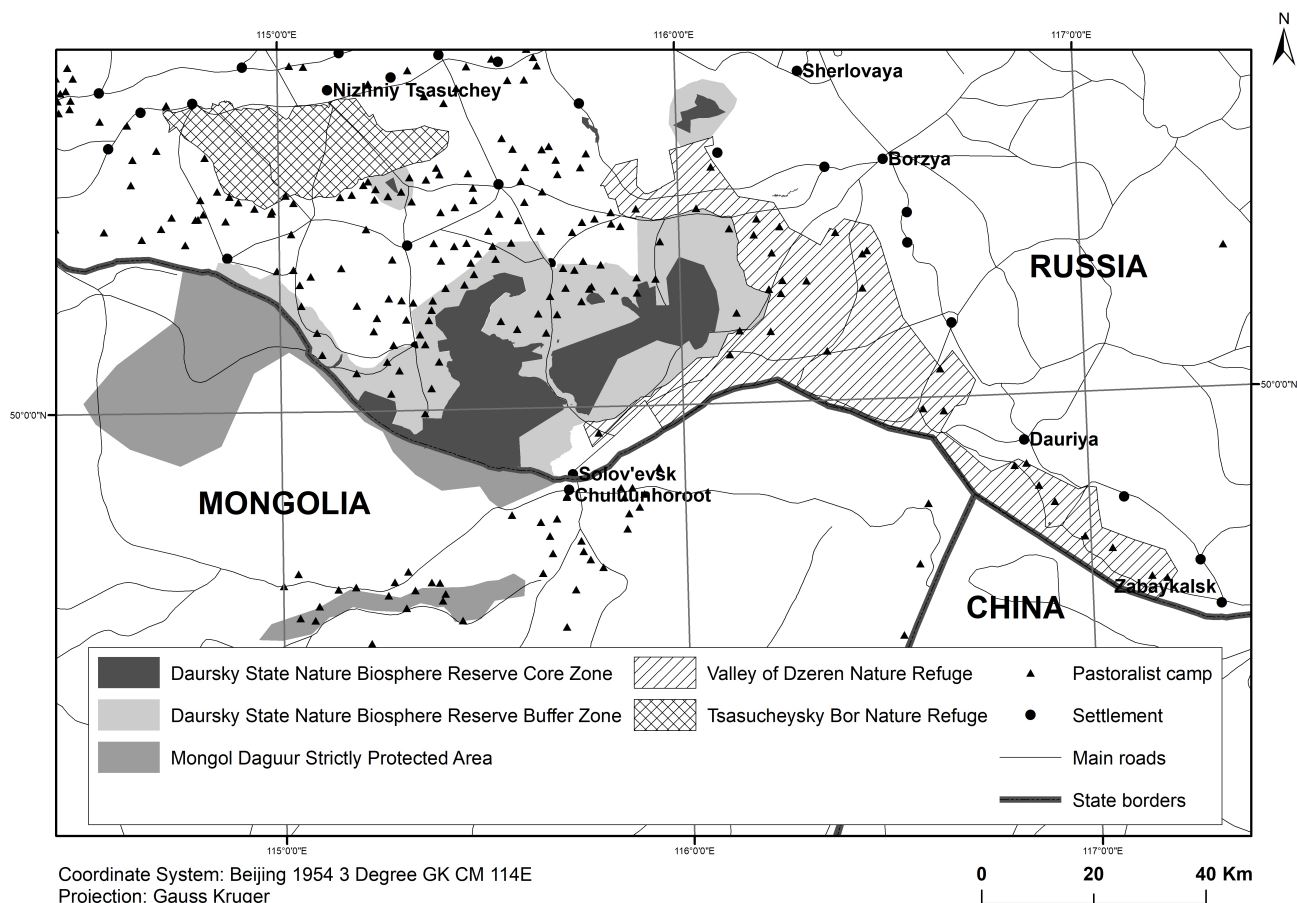 N
115°0'0"E
116°0'0"E
117°0'0"E
Sherlovaya
Nizhniy Tsasuchey
Borzya
RUSSIA
50°0'0"N
50°0'0"N
Dauriya
Solov'evsk
Chuluunhoroot
MONGOLIA
Zabaykalsk
CHINA
Daursky State Nature Biosphere Reserve Core Zone
Valley of Dzeren Nature Refuge
Pastoralist camp
Daursky State Nature Biosphere Reserve Buffer Zone
Tsasucheysky Bor Nature Refuge
Settlement
Mongol Daguur Strictly Protected Area
Main roads
State borders
115°0'0"E
116°0'0"E
117°0'0"E
Coordinate System: Beijing 1954 3 Degree GK CM 114E
Projection: Gauss Kruger
0 20 40 Km